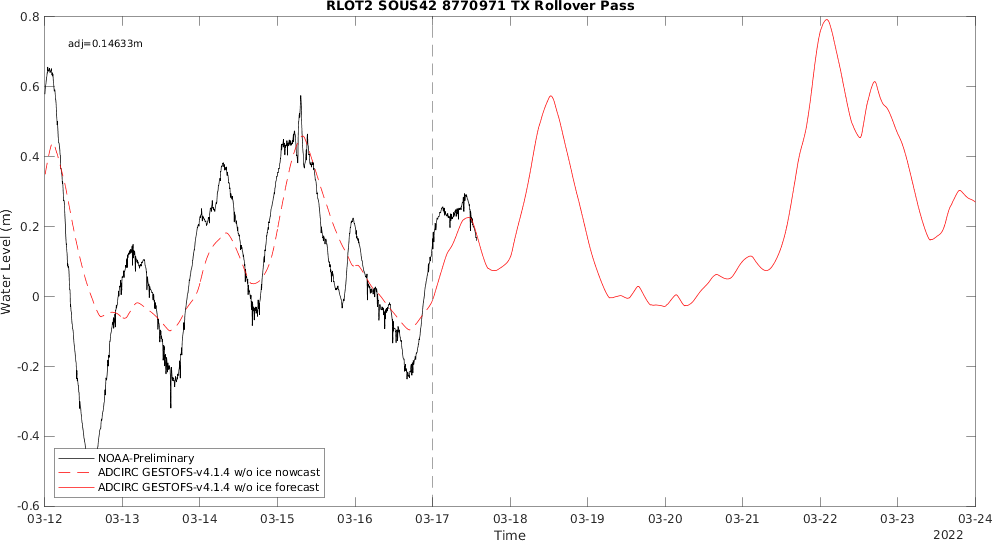 RLOT2 SOUS42 8770971 TX Rollover Pass
adj=0.14633m
Water Level (m)
0.8
0.6
0.4
0.2
0
-0.2
-0.4
-0.6
NOAA-Preliminary
ADCIRC GESTOFS-v4.1.4 w/o ice nowcast
ADCIRC GESTOFS-v4.1.4 w/o ice forecast
03-12 03-13 03-14 03-15 03-16 03-17 03-18 03-19 03-20 03-21 03-22 03-23 03-24
Time
2022